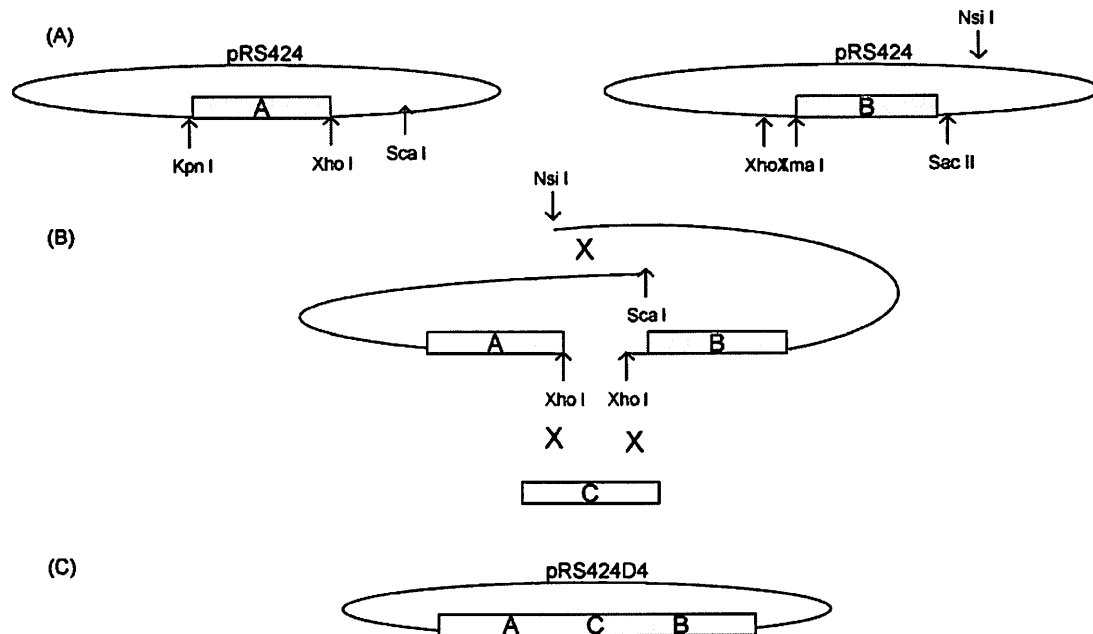 (A)
pRS424
A
Kpn I
Xho I
Sca I
Nsi I
pRS424
B
Xho I
Xma I
Sac II
(B)
Nsi I
X
Sca I
A
B
Xho I
Xho I
X
X
C
(C)
pRS424D4
A
C
B